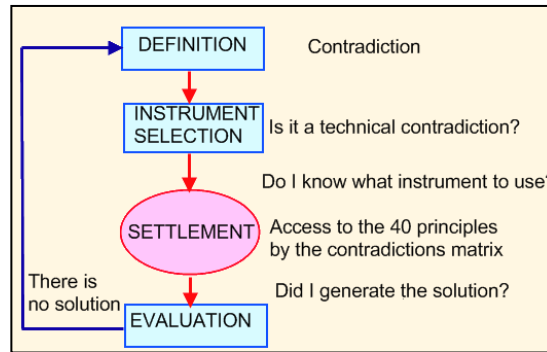 DEFINITION
Contradiction
INSTRUMENT
SELECTION
Is it a technical contradiction?
Do I know what instrument to use?
SETTLEMENT
Access to the 40 principles
by the contradictions matrix
There is
no solution
Did I generate the solution?
EVALUATION